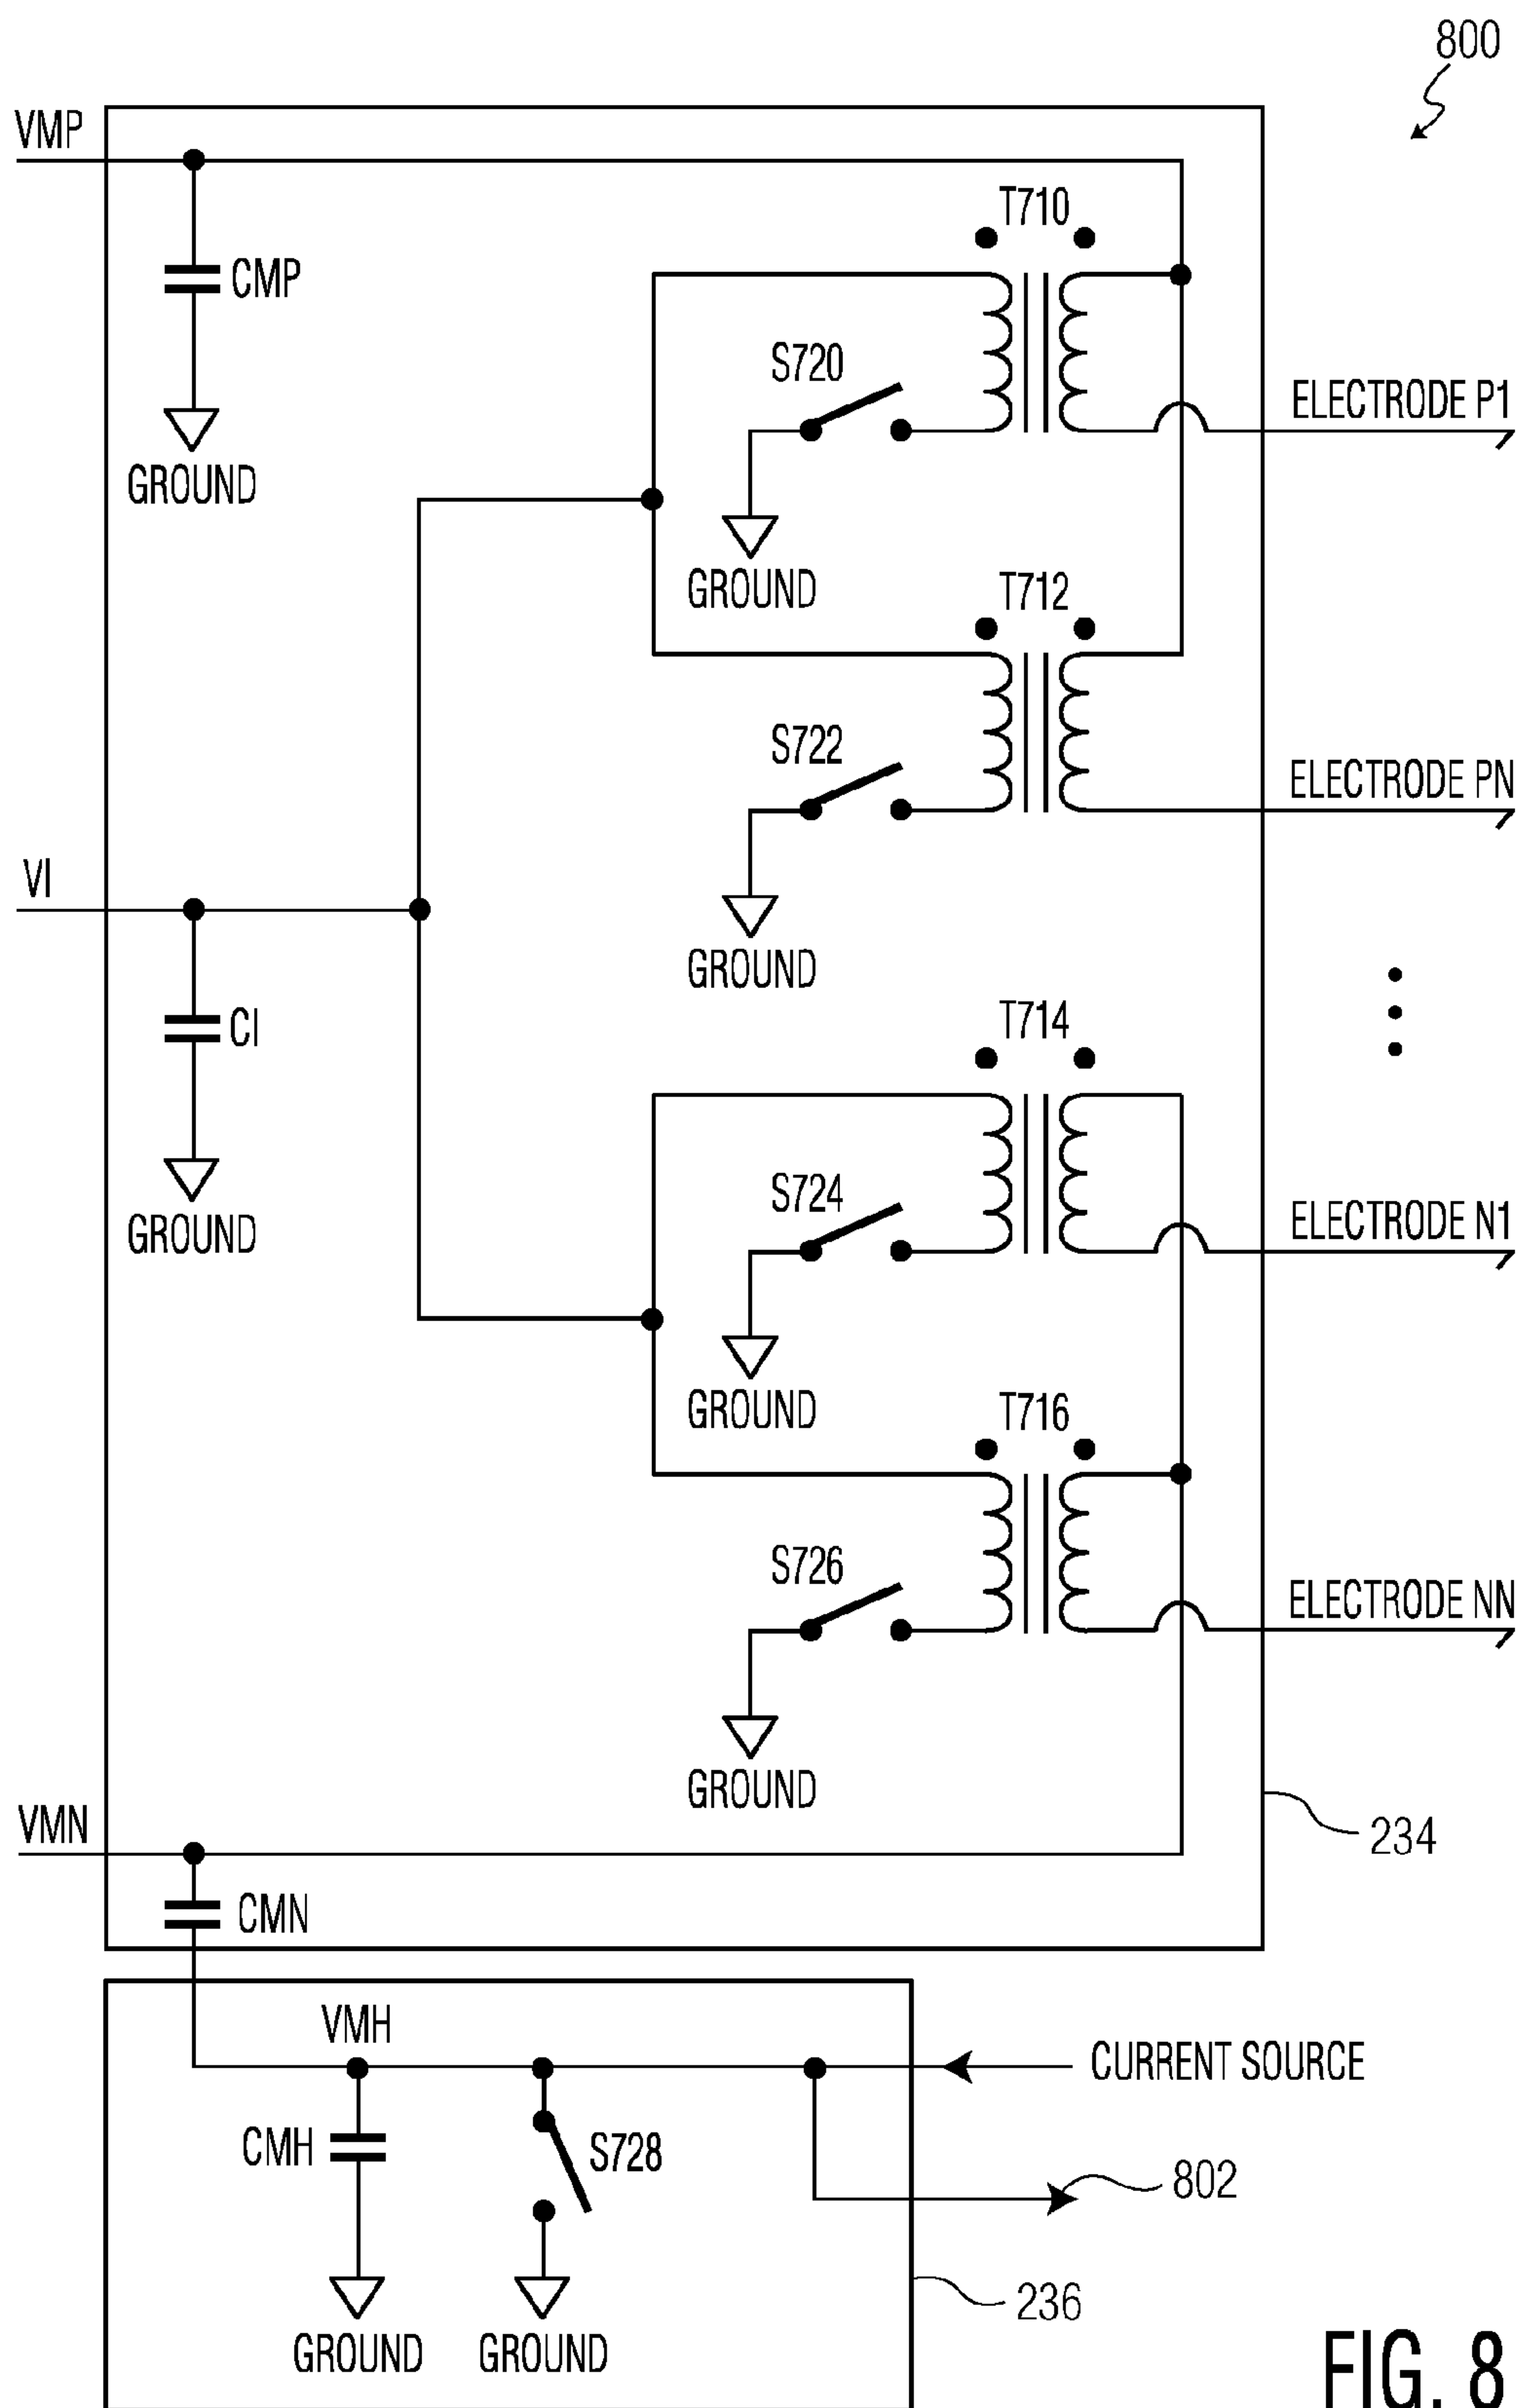 800
VMP
T710
CMP
S720
ELECTRODE P1
GROUND
GROUND
T712
S722
ELECTRODE PN
VI
GROUND
T714
CI
S724
ELECTRODE N1
GROUND
GROUND
T716
S726
ELECTRODE NN
GROUND
VMN
234
CMN
VMH
CURRENT SOURCE
CMH
S728
802
236
GROUND
GROUND
FIG. 8